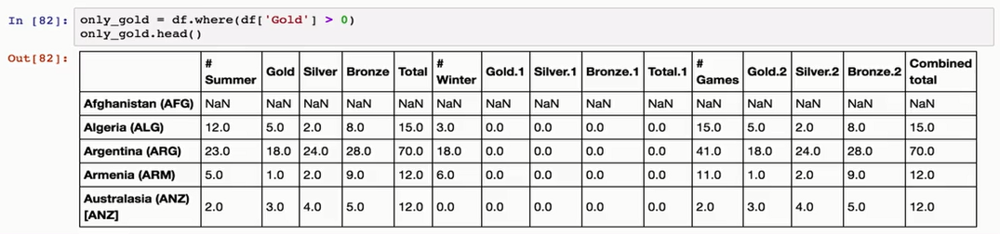 In [82]: only_gold = df.where(df['Gold'] > 0)
only_gold.head()
Out[82]:
# Summer Gold Silver Bronze Total # Winter Gold.1 Silver.1 Bronze.1 Total.1 # Games Gold.2 Silver.2 Bronze.2 Combined total
Afghanistan (AFG) NaN NaN NaN NaN NaN NaN NaN NaN NaN NaN NaN NaN NaN NaN NaN
Algeria (ALG) 12.0 5.0 2.0 8.0 15.0 3.0 0.0 0.0 0.0 0.0 15.0 5.0 2.0 8.0 15.0
Argentina (ARG) 23.0 18.0 24.0 28.0 70.0 18.0 0.0 0.0 0.0 0.0 41.0 18.0 24.0 28.0 70.0
Armenia (ARM) 5.0 1.0 2.0 9.0 12.0 6.0 0.0 0.0 0.0 0.0 11.0 1.0 2.0 9.0 12.0
Australasia (ANZ) [ANZ] 2.0 3.0 4.0 5.0 12.0 0.0 0.0 0.0 0.0 0.0 2.0 3.0 4.0 5.0 12.0